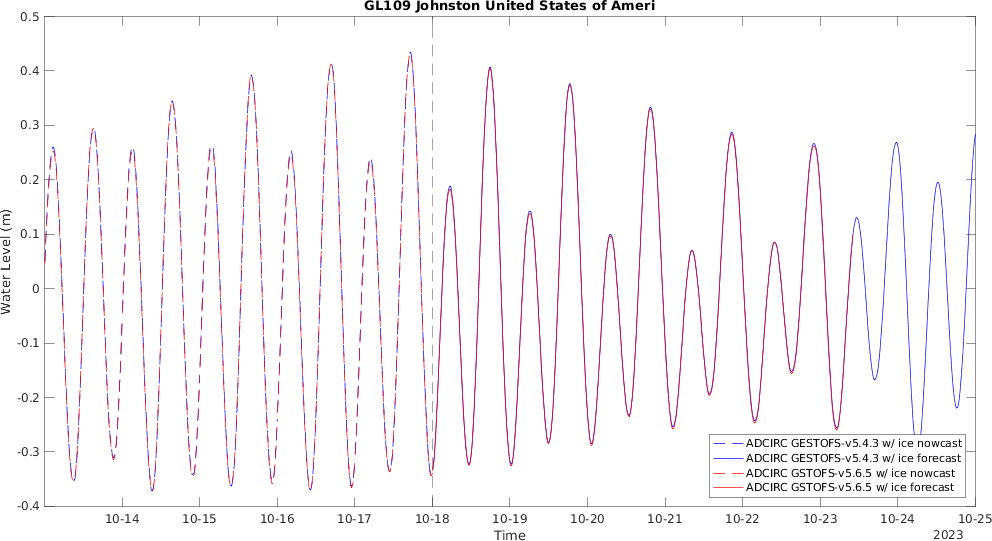 GL109 Johnston United States of Ameri
0.5
0.4
0.3
0.2
0.1
0
-0.1
-0.2
-0.3
-0.4
Water Level (m)
ADCIRC GESTOFS-v5.4.3 w/ ice nowcast
ADCIRC GESTOFS-v5.4.3 w/ ice forecast
ADCIRC GSTOFS-v5.6.5 w/ ice nowcast
ADCIRC GSTOFS-v5.6.5 w/ ice forecast
10-14 10-15 10-16 10-17 10-18 10-19 10-20 10-21 10-22 10-23 10-24 10-25
Time
2023